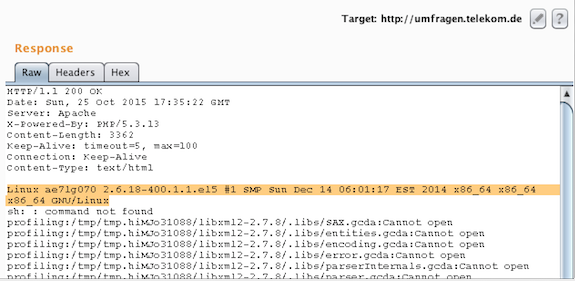 Target: http://umfragen.telekom.de
?
Response
Raw
Headers
Hex
HTTP/1.1 200 OK
Date: Sun, 25 Oct 2015 17:35:22 GMT
Server: Apache
X-Powered-By: PHP/5.3.13
Content-Length: 3362
Keep-Alive: timeout=5, max=100
Connection: Keep-Alive
Content-Type: text/html
Linux ae7lg070 2.6.18-400.1.1.el5 #1 SMP Sun Dec 14 06:01:17 EST 2014 x86_64 x86_64
x86_64 GNU/Linux
sh: : command not found
profiling:/tmp/tmp.hiMJo31088/libxml2-2.7.8/.libs/SAX.gcda:Cannot open
profiling:/tmp/tmp.hiMJo31088/libxml2-2.7.8/.libs/entities.gcda:Cannot open
profiling:/tmp/tmp.hiMJo31088/libxml2-2.7.8/.libs/encoding.gcda:Cannot open
profiling:/tmp/tmp.hiMJo31088/libxml2-2.7.8/.libs/error.gcda:Cannot open
profiling:/tmp/tmp.hiMJo31088/libxml2-2.7.8/.libs/parserInternals.gcda:Cannot open
profiling:/tmp/tmp.hiMJo31088/libxml2-2.7.8/.libs/parser.gcda:Cannot open